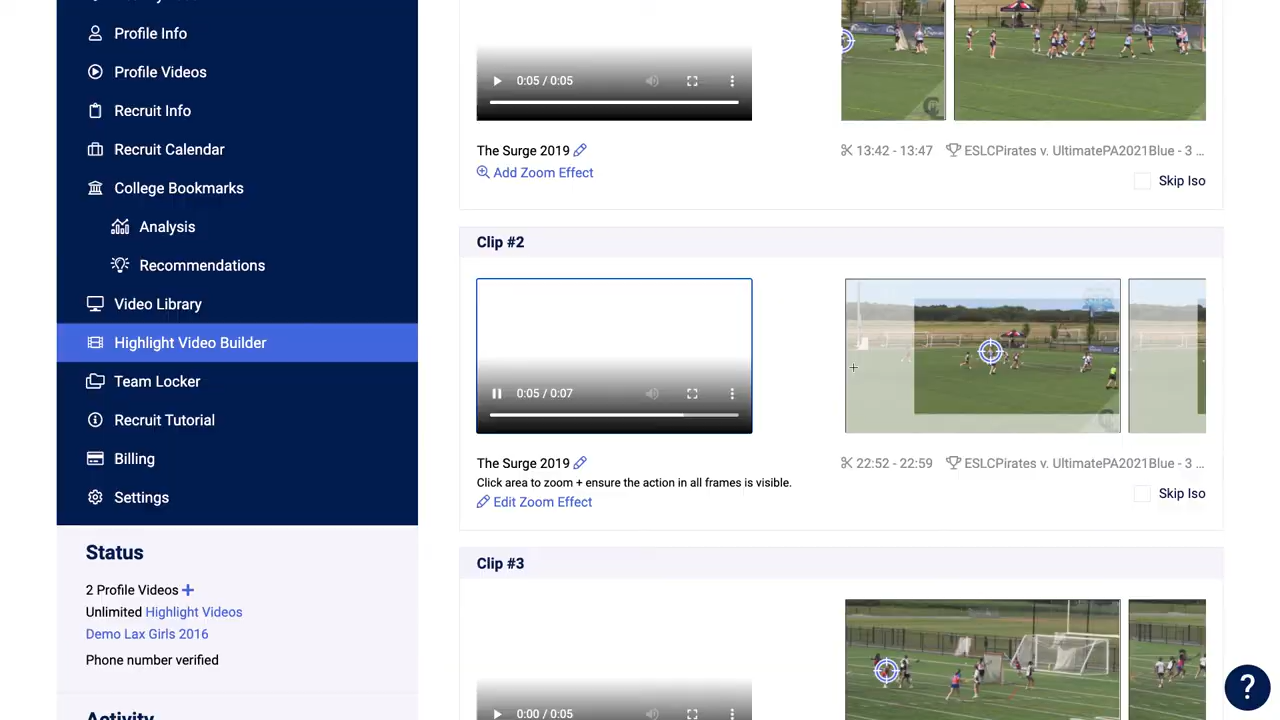 Profile Info
Profile Videos
Recruit Info
Recruit Calendar
College Bookmarks
Analysis
Recommendations
Video Library
Highlight Video Builder
Team Locker
Recruit Tutorial
Billing
Settings
Status
2 Profile Videos
Unlimited Highlight Videos
Demo Lax Girls 2016
Phone number verified
Activity
0:05 / 0:05
The Surge 2019
Add Zoom Effect
13:42 - 13:47 ESLCPirates v. UltimatePA2021Blue - 3 ...
Skip Iso
Clip #2
0:05 / 0:07
The Surge 2019
Click area to zoom + ensure the action in all frames is visible.
Edit Zoom Effect
22:52 - 22:59 ESLCPirates v. UltimatePA2021Blue - 3 ...
Skip Iso
Clip #3
0:00 / 0:05
?